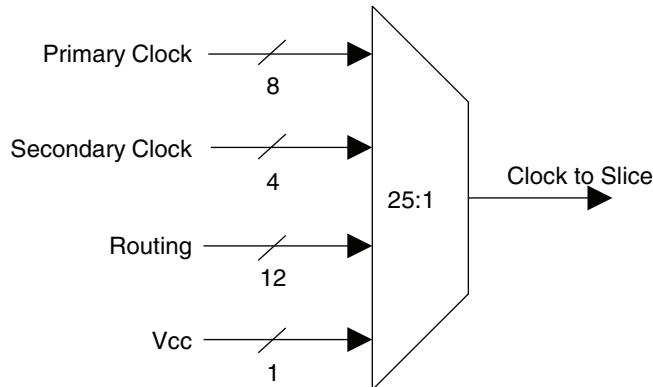 Primary Clock
8
Secondary Clock
4
25:1
Clock to Slice
Routing
12
Vcc
1